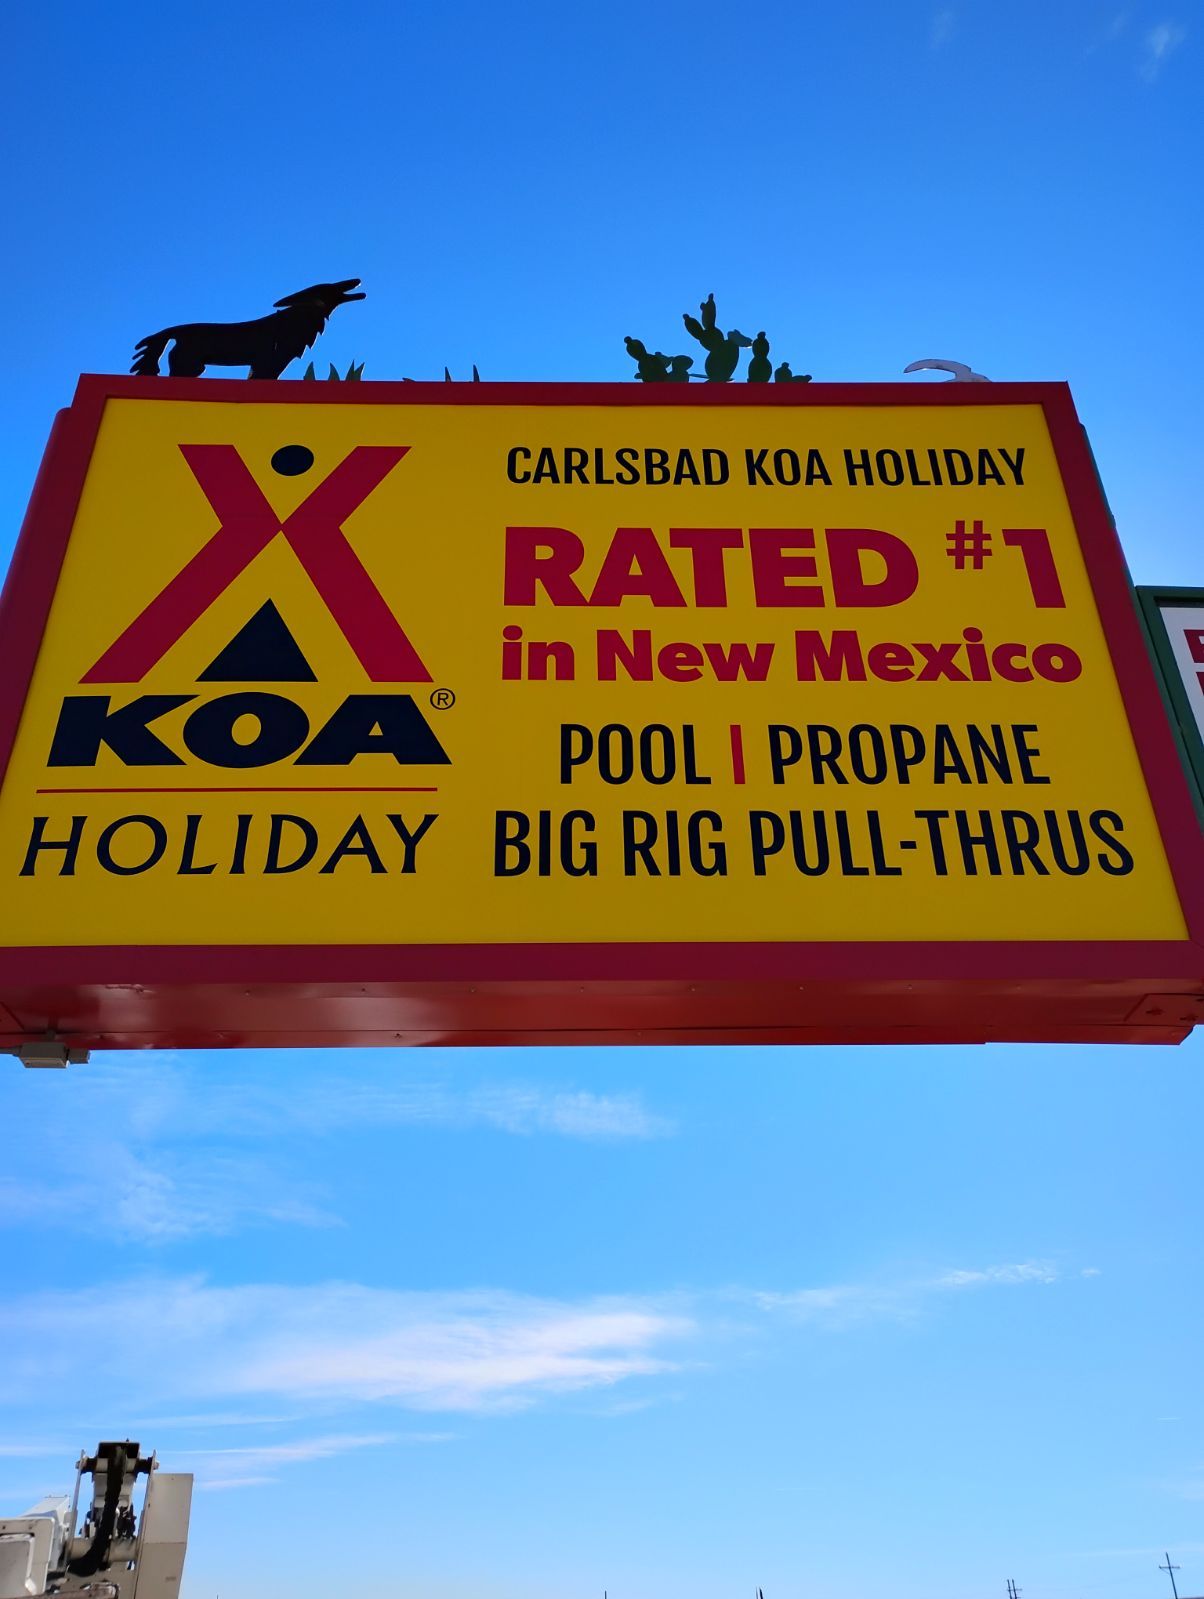 KOA®
HOLIDAY
CARLSBAD KOA HOLIDAY
RATED #1
in New Mexico
POOL | PROPANE
BIG RIG PULL-THRUS